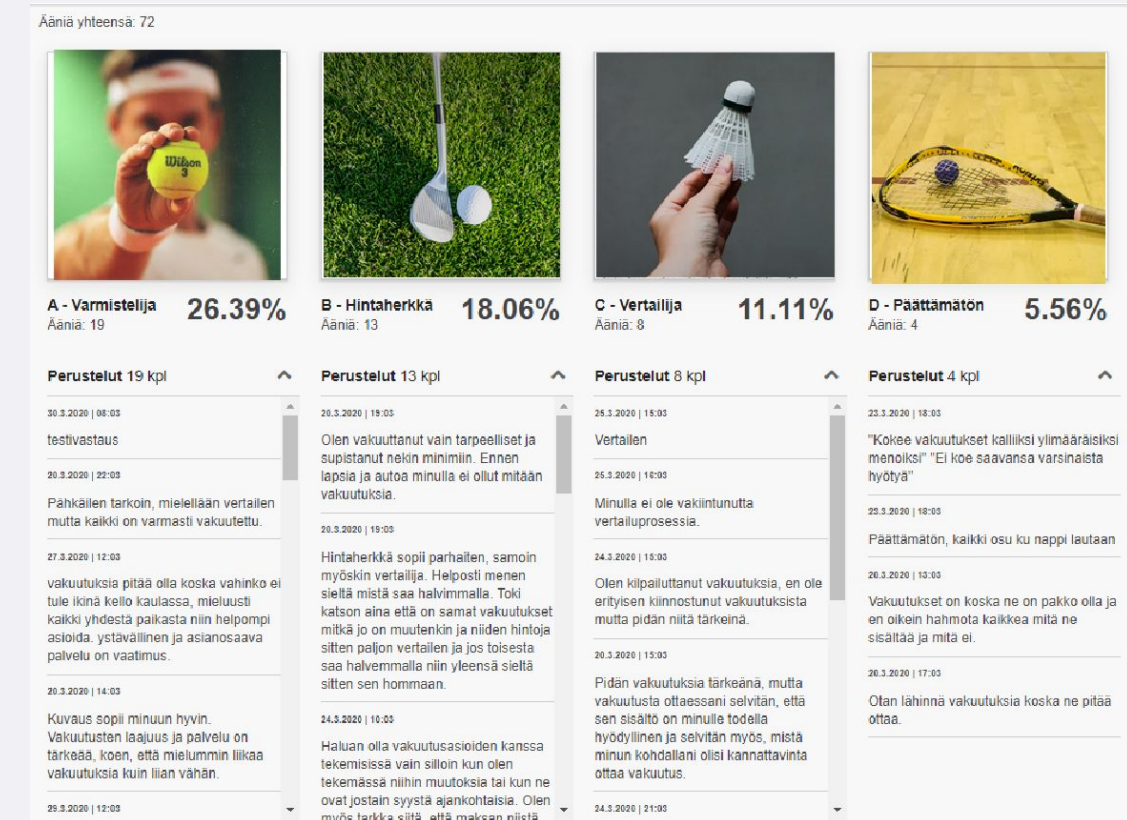 Ääniä yhteensä: 72
Wilson
3
A - Varmistelija
26.39%
Ääniä: 19
Perustelut 19 kpl
30.3.2020 | 08:03
testivastaus
20.3.2020 | 22:03
Pähkäilen tarkoin, mielellään vertailen
mutta kaikki on varmasti vakuutettu.
27.3.2020 | 12:03
vakuutuksia pitää olla koska vahinko ei
tule ikinä kello kaulassa, mieluusti
kaikki yhdestä paikasta niin helpompi
asioida. ystävällinen ja asianosaava
palvelu on vaatimus.
20.3.2020 | 14:03
Kuvaus sopii minuun hyvin.
Vakuutusten laajuus ja palvelu on
tärkeää, koen, että mielummin liikaa
vakuutuksia kuin liian vähän.
29.3.2020 | 12:03
B - Hintaherkkä
18.06%
Ääniä: 13
Perustelut 13 kpl
20.3.2020 | 19:03
Olen vakuuttanut vain tarpeelliset ja
supistanut nekin minimiin. Ennen
lapsia ja autoa minulla ei ollut mitään
vakuutuksia.
20.3.2020 | 19:03
Hintaherkkä sopii parhaiten, samoin
myöskin vertailija. Helposti menen
sieltä mistä saa halvimmalla. Toki
katson aina että on samat vakuutukset
mitkä jo on muutenkin ja niiden hintoja
sitten paljon vertailen ja jos toisesta
saa halvemmalla niin yleensä sieltä
sitten sen hommaan.
24.3.2020 | 10:03
Haluan olla vakuutusasioiden kanssa
tekemisissä vain silloin kun olen
tekemässä niihin muutoksia tai kun ne
ovat jostain syystä ajankohtaisia. Olen
myös tarkka siitä, että maksan niistä
C - Vertailija
11.11%
Ääniä: 8
Perustelut 8 kpl
25.3.2020 | 15:03
Vertailen
25.3.2020 | 16:03
Minulla ei ole vakiintunutta
vertailuprosessia.
24.3.2020 | 15:03
Olen kilpailuttanut vakuutuksia, en ole
erityisen kiinnostunut vakuutuksista
mutta pidän niitä tärkeinä.
20.3.2020 | 15:03
Pidän vakuutuksia tärkeänä, mutta
vakuutusta ottaessani selvitän, että
sen sisältö on minulle todella
hyödyllinen ja selvitän myös, mistä
minun kohdallani olisi kannattavinta
ottaa vakuutus.
24.3.2020 | 21:03
D - Päättämätön
5.56%
Ääniä: 4
Perustelut 4 kpl
23.3.2020 | 18:03
"Kokee vakuutukset kalliiksi ylimääräisiksi
menoiksi" "Ei koe saavansa varsinaista
hyötyä"
23.3.2020 | 18:03
Päättämätön, kaikki osu ku nappi lautaan
20.3.2020 | 13:03
Vakuutukset on koska ne on pakko olla ja
en oikein hahmota kaikkea mitä ne
sisältää ja mitä ei.
20.3.2020 | 17:03
Otan lähinnä vakuutuksia koska ne pitää
ottaa.